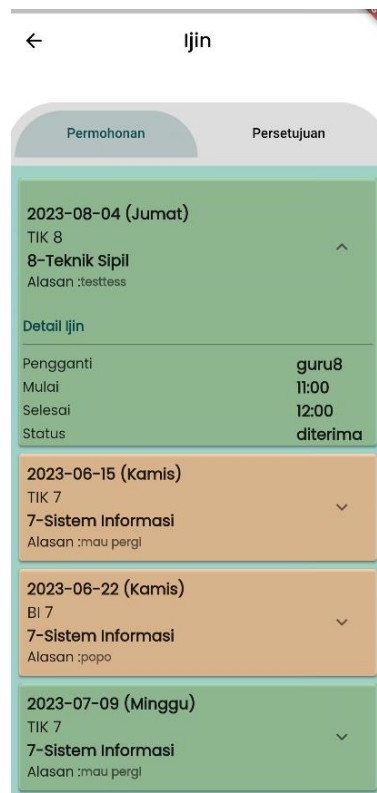 Ijin
Permohonan Persetujuan
2023-08-04 (Jumat)
TIK 8
8-Teknik Sipil
Alasan :testtess
Detail Ijin
Pengganti guru8
Mulai 11:00
Selesai 12:00
Status diterima
2023-06-15 (Kamis)
TIK 7
7-Sistem Informasi
Alasan :mau pergi
2023-06-22 (Kamis)
BI 7
7-Sistem Informasi
Alasan :popo
2023-07-09 (Minggu)
TIK 7
7-Sistem Informasi
Alasan :mau pergi